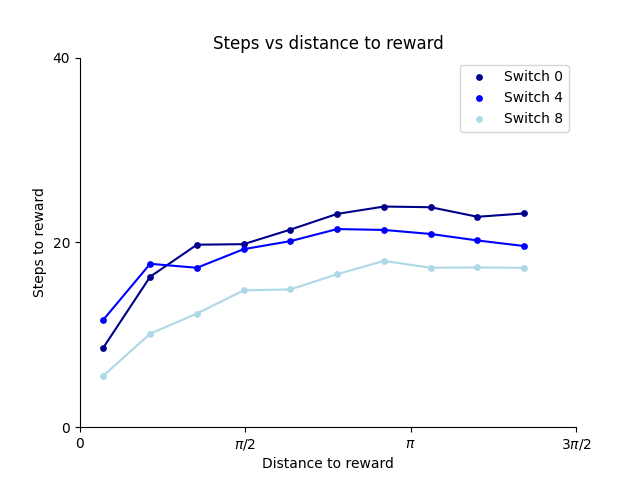 Steps vs distance to reward
40
20
0
Steps to reward
Switch 0
Switch 4
Switch 8
0
π/2
π
3π/2
Distance to reward